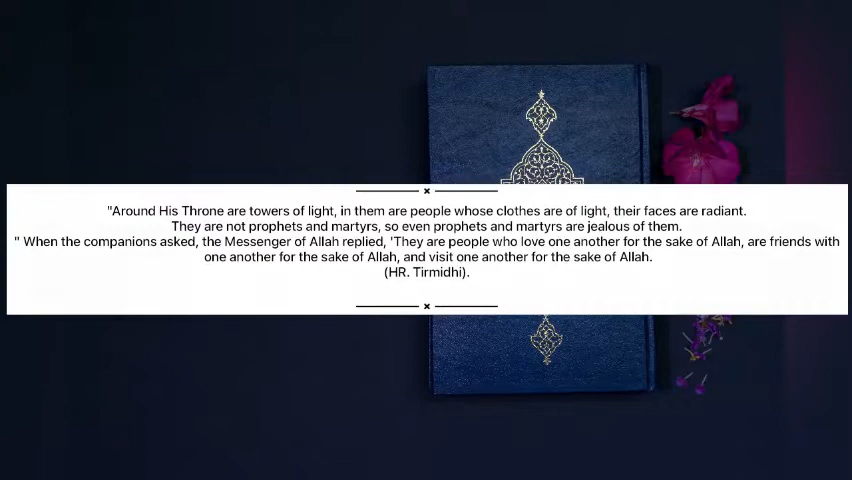 "Around His Throne are towers of light, in them are people whose clothes are of light, their faces are radiant.
They are not prophets and martyrs, so even prophets and martyrs are jealous of them.
" When the companions asked, the Messenger of Allah replied, 'They are people who love one another for the sake of Allah, are friends with
one another for the sake of Allah, and visit one another for the sake of Allah.
(HR. Tirmidhi).